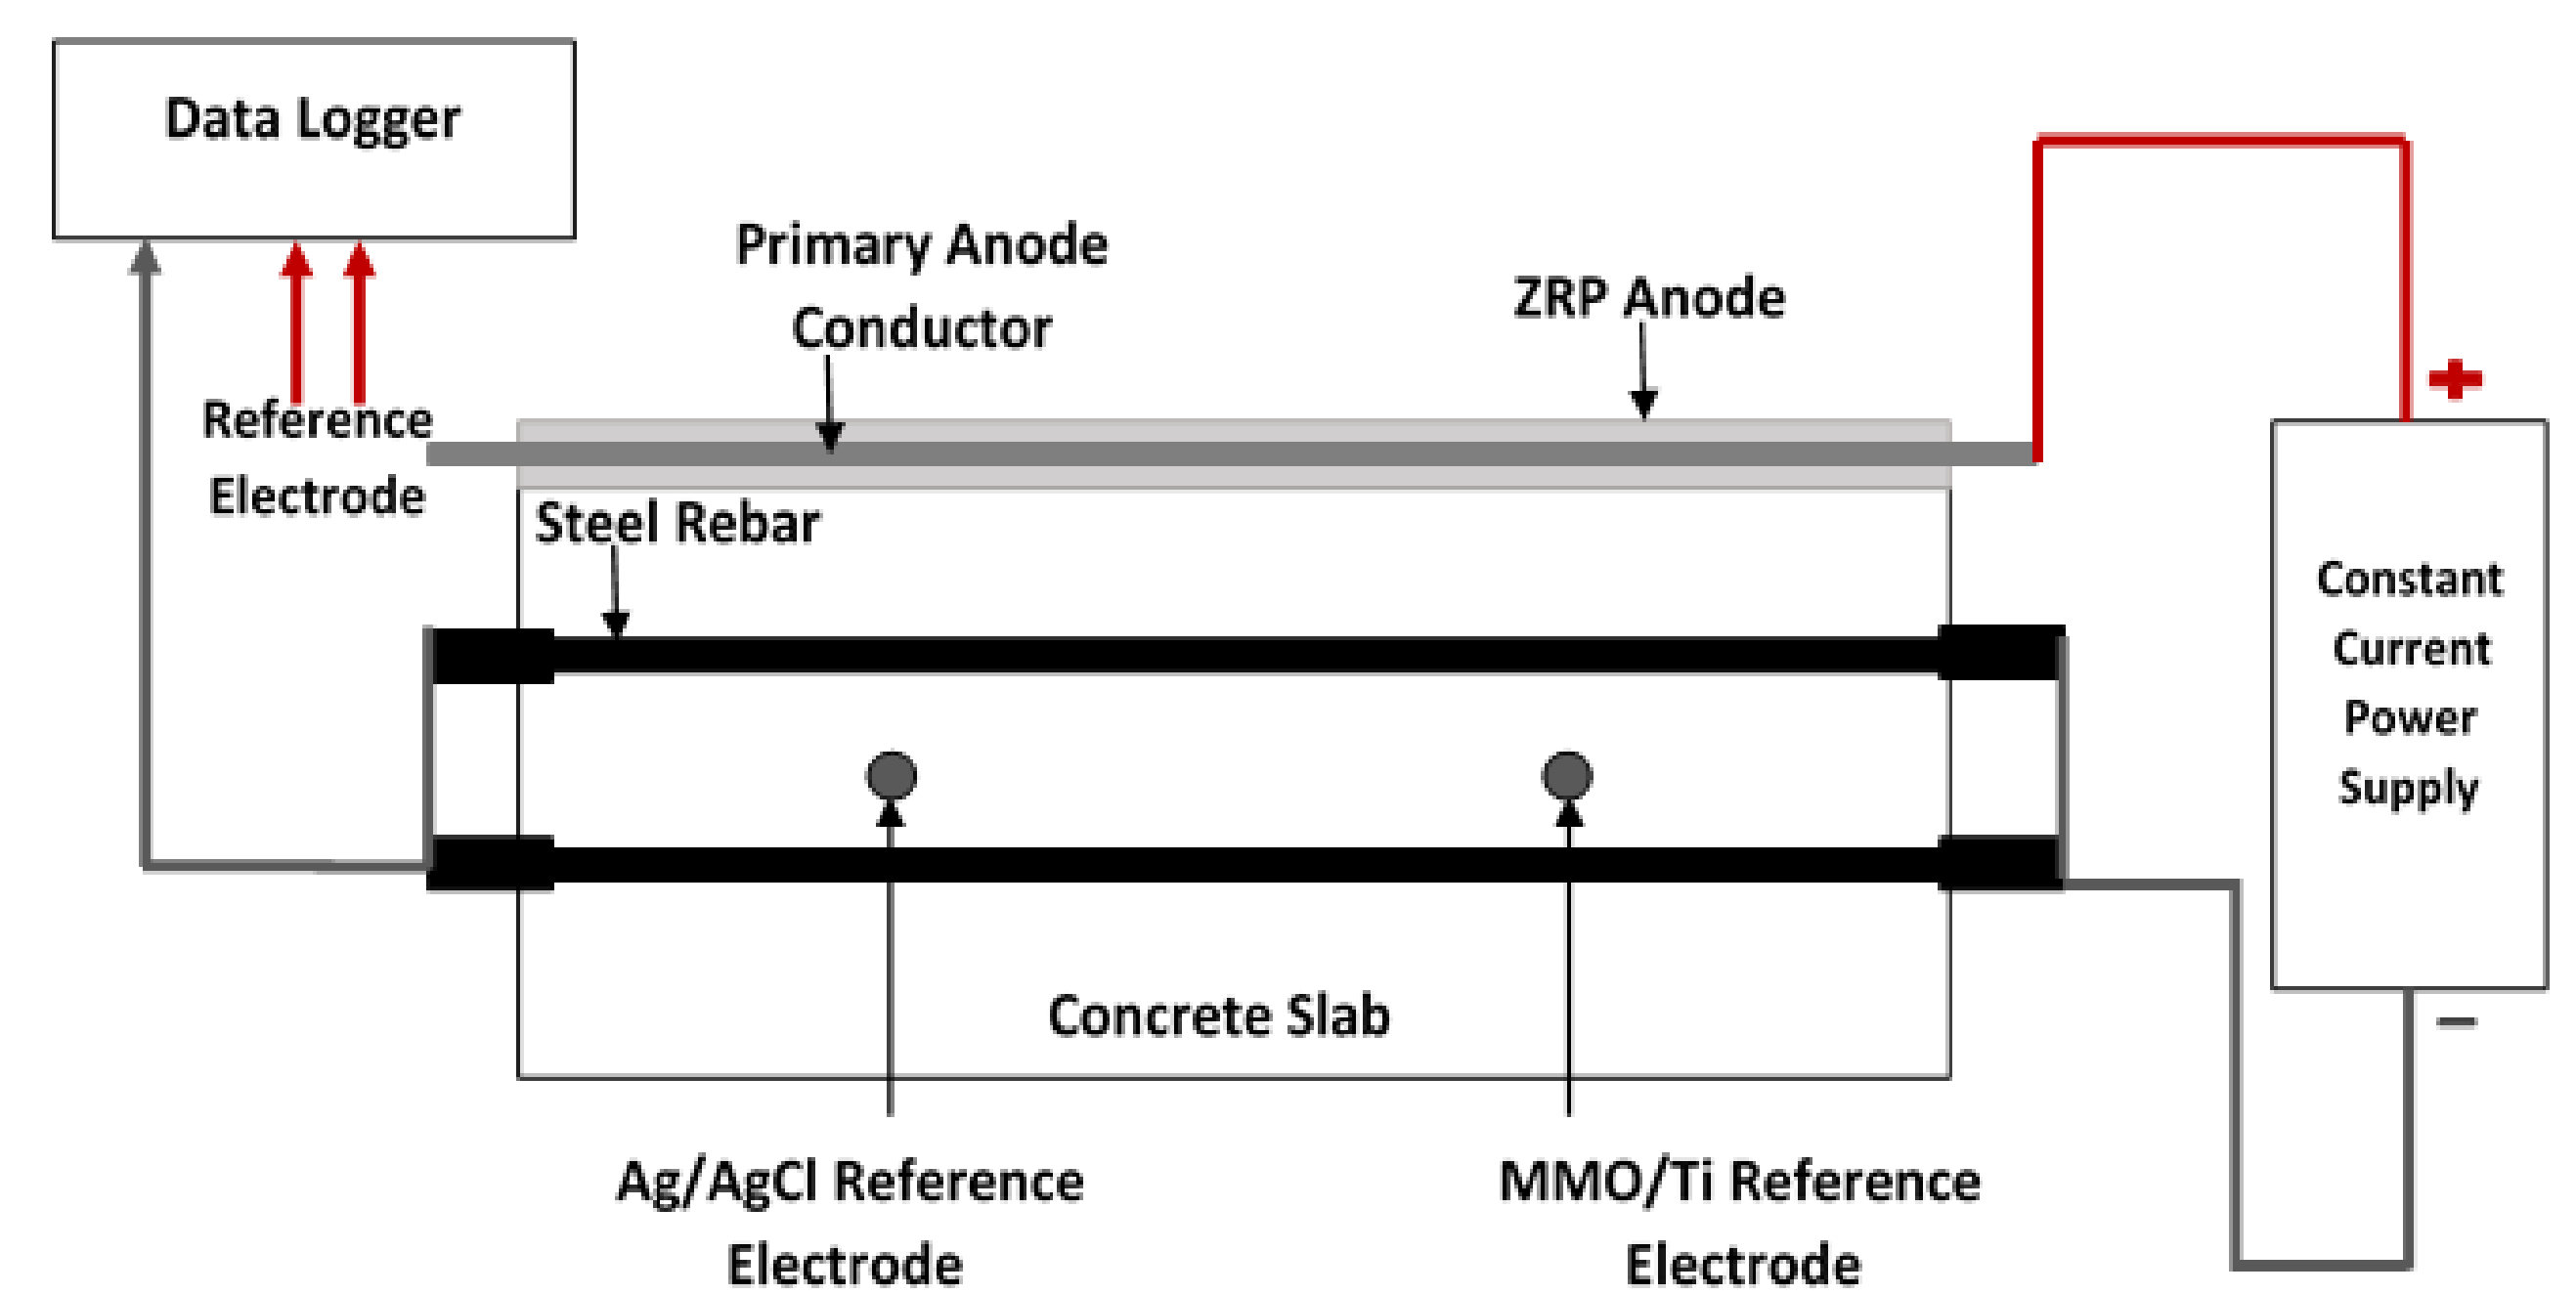 Data Logger
Primary Anode
Conductor
ZRP Anode
+
Reference
Electrode
Steel Rebar
Constant
Current
Power
Supply
Concrete Slab
–
Ag/AgCl Reference
Electrode
MMO/Ti Reference
Electrode